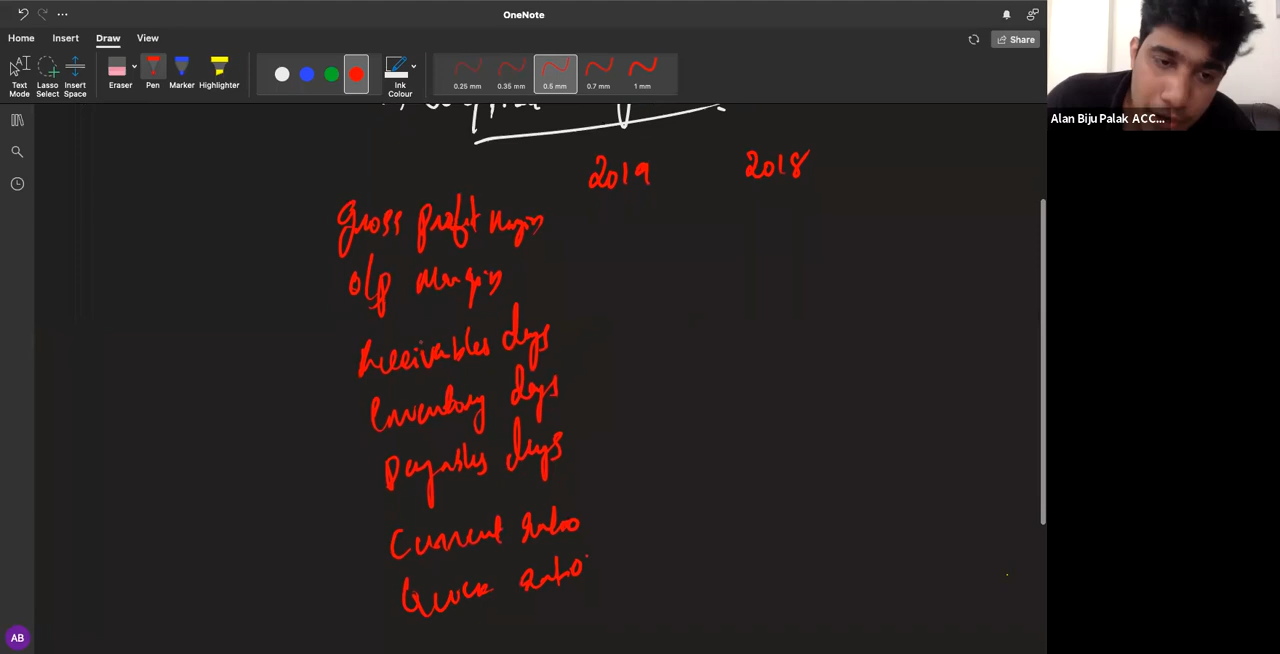 OneNote
Home Insert Draw View
Share
Text Mode
Lasso Select
Insert Space
Eraser
Pen
Marker
Highlighter
Ink Colour
0.25 mm
0.35 mm
0.5 mm
0.7 mm
1 mm
Alan Biju Palak ACC...
2019 2018
Gross profit Margin
O/p Margin
Receivables days
Inventory days
Payables days
Current ratio
Quick ratio
AB